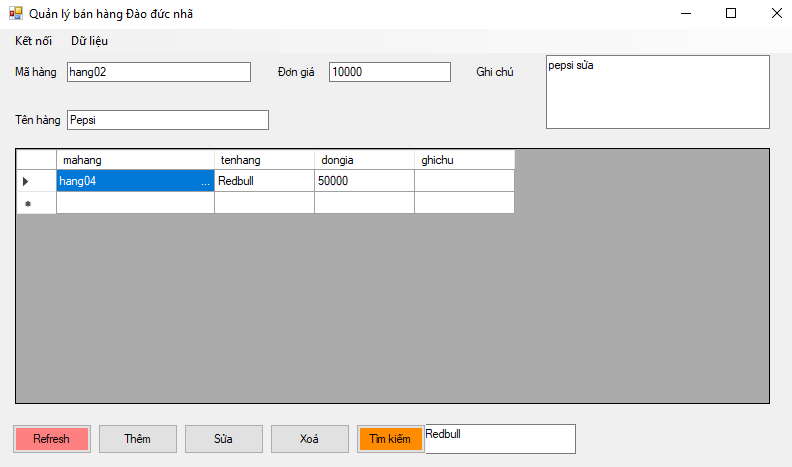 Quản lý bán hàng Đào đức nhã
Kết nối Dữ liệu
Mã hàng hang02 Đơn giá 10000 Ghi chú pepsi sữa
Tên hàng Pepsi
mahang tenhang dongia ghichu
hang04 ... Redbull 50000
Refresh Thêm Sửa Xoá Tìm kiếm Redbull